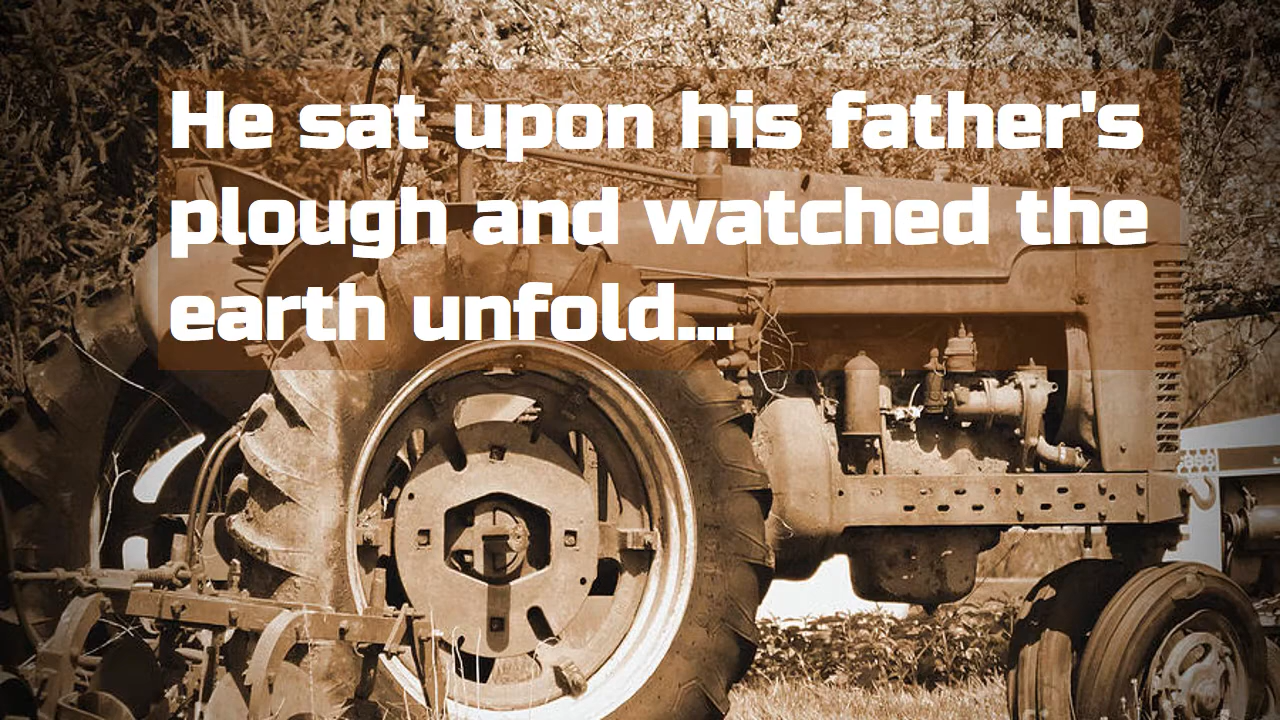 He sat upon his father's
plough and watched the
earth unfold...